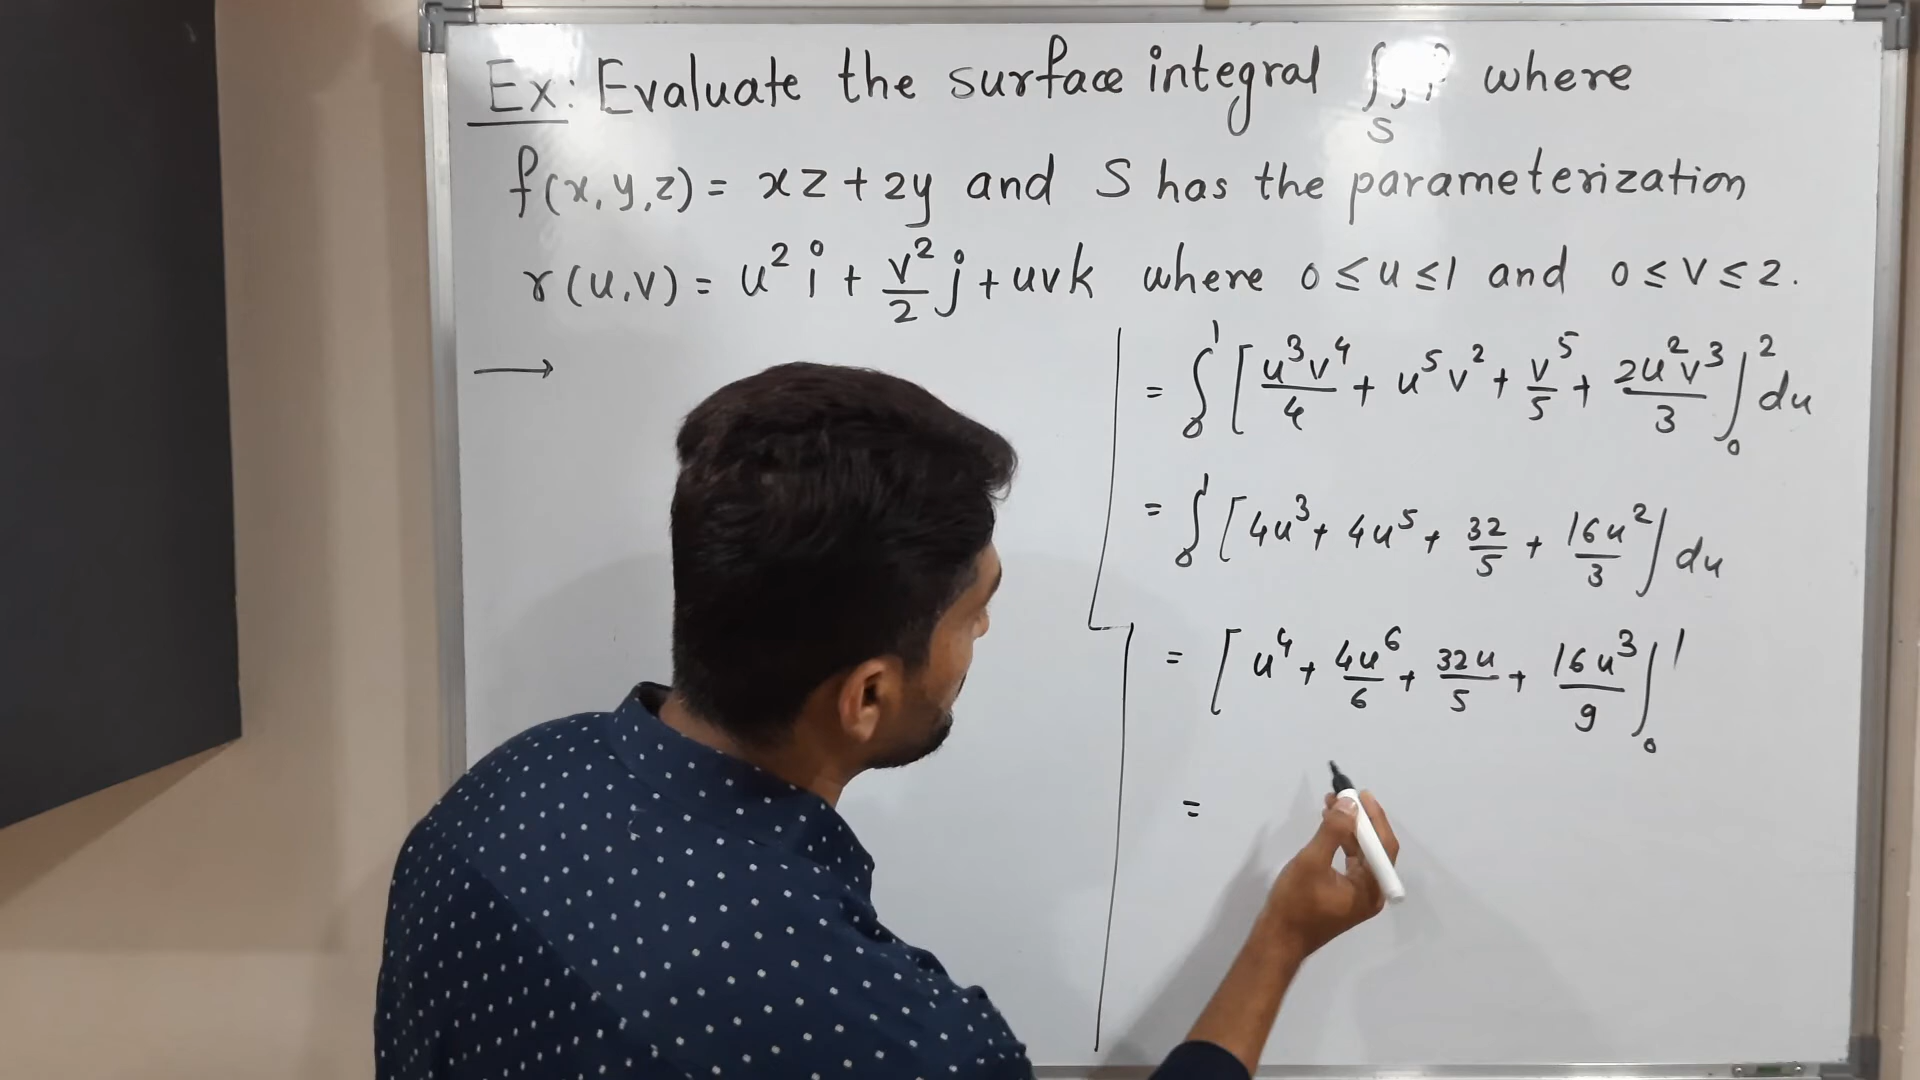 Ex: Evaluate the surface integral ∫ S where
f(x,y,z) = xz + 2y and S has the parameterization
r(u,v) = u² i + v²/2 j + uvk where 0 ≤ u ≤ 1 and 0 ≤ v ≤ 2.
→
= ∫₀¹ [u³v⁴/4 + u⁵v² + v⁵/5 + 2u²v³/3]₀² du
= ∫₀¹ [4u³ + 4u⁵ + 32/5 + 16u²/3] du
= [u⁴ + 4u⁶/6 + 32u/5 + 16u³/9]₀¹
=